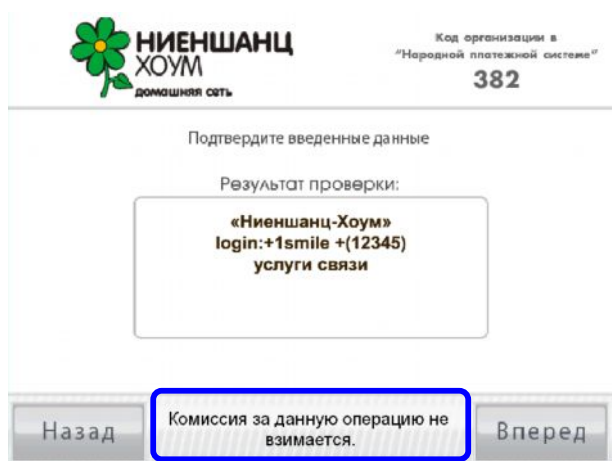 НИЕНШАНЦ
ХОУМ
домашняя сеть
Код организации в
"Народной платежной системе"
382
Подтвердите введенные данные
Результат проверки:
«Ниеншанц-Хоум»
login:+1smile +(12345)
услуги связи
Назад
Комиссия за данную операцию не
взимается.
Вперед